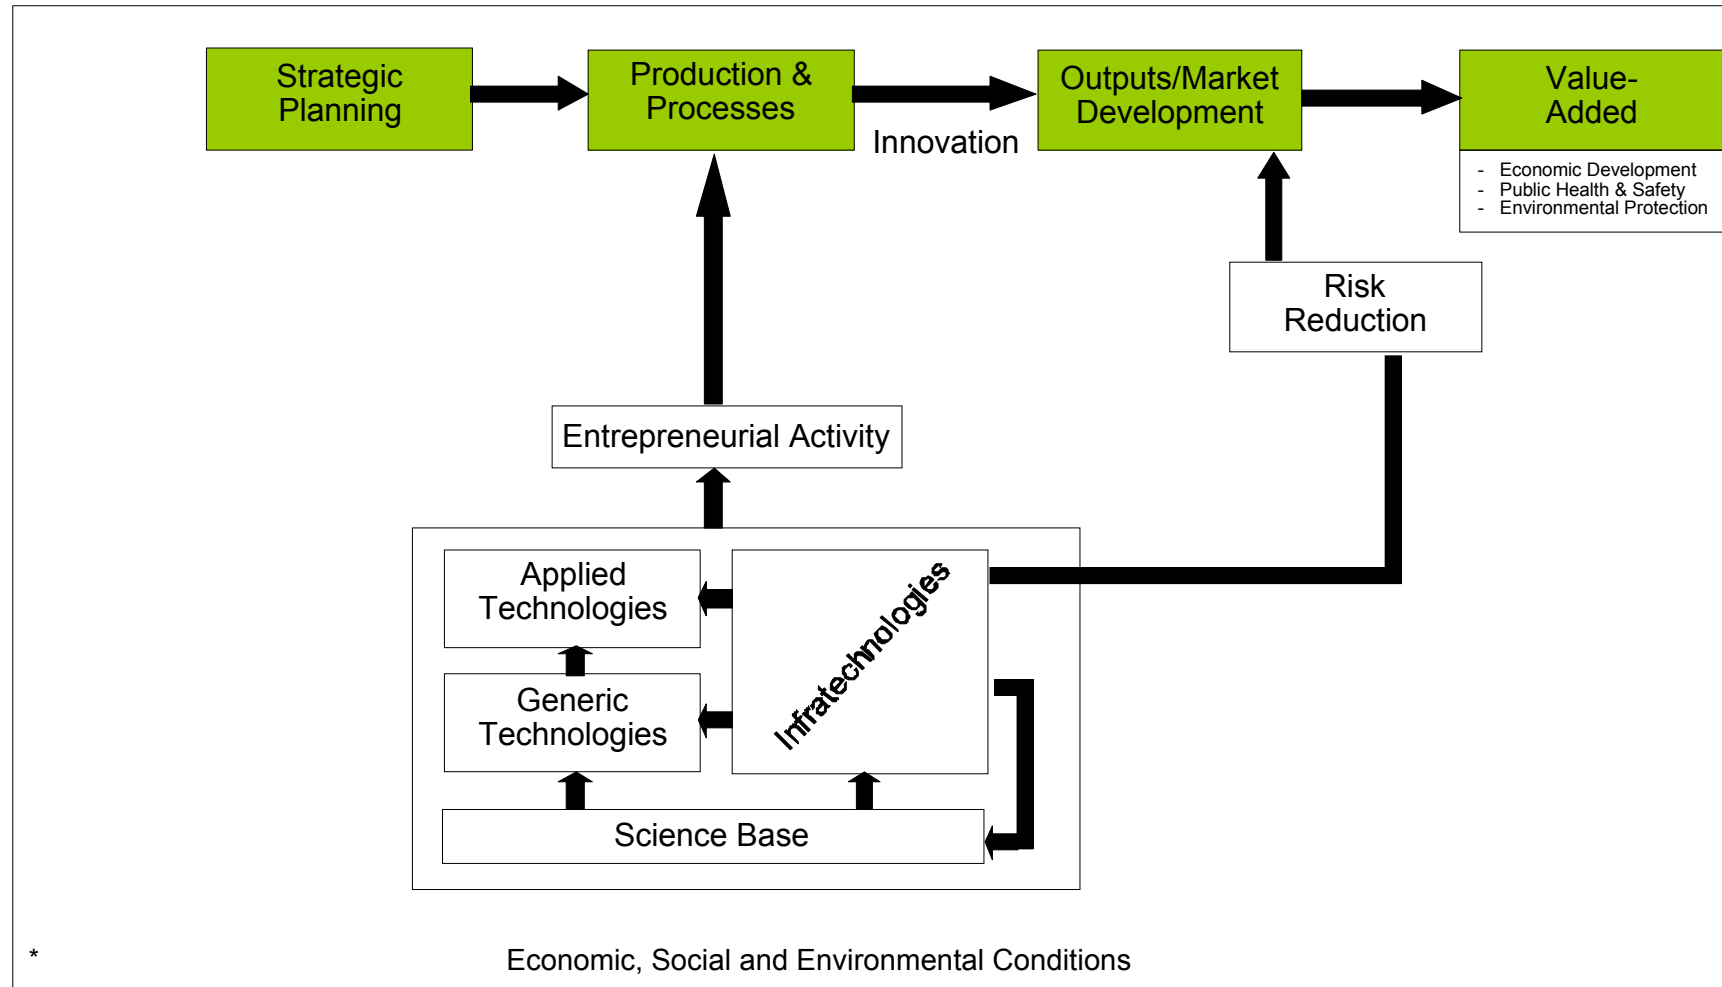 Strategic
Planning
Production &
Processes
Innovation
Outputs/Market
Development
Value-
Added
- Economic Development
- Public Health & Safety
- Environmental Protection
Risk
Reduction
Entrepreneurial Activity
Applied
Technologies
Infratechnologies
Generic
Technologies
Science Base
*
Economic, Social and Environmental Conditions